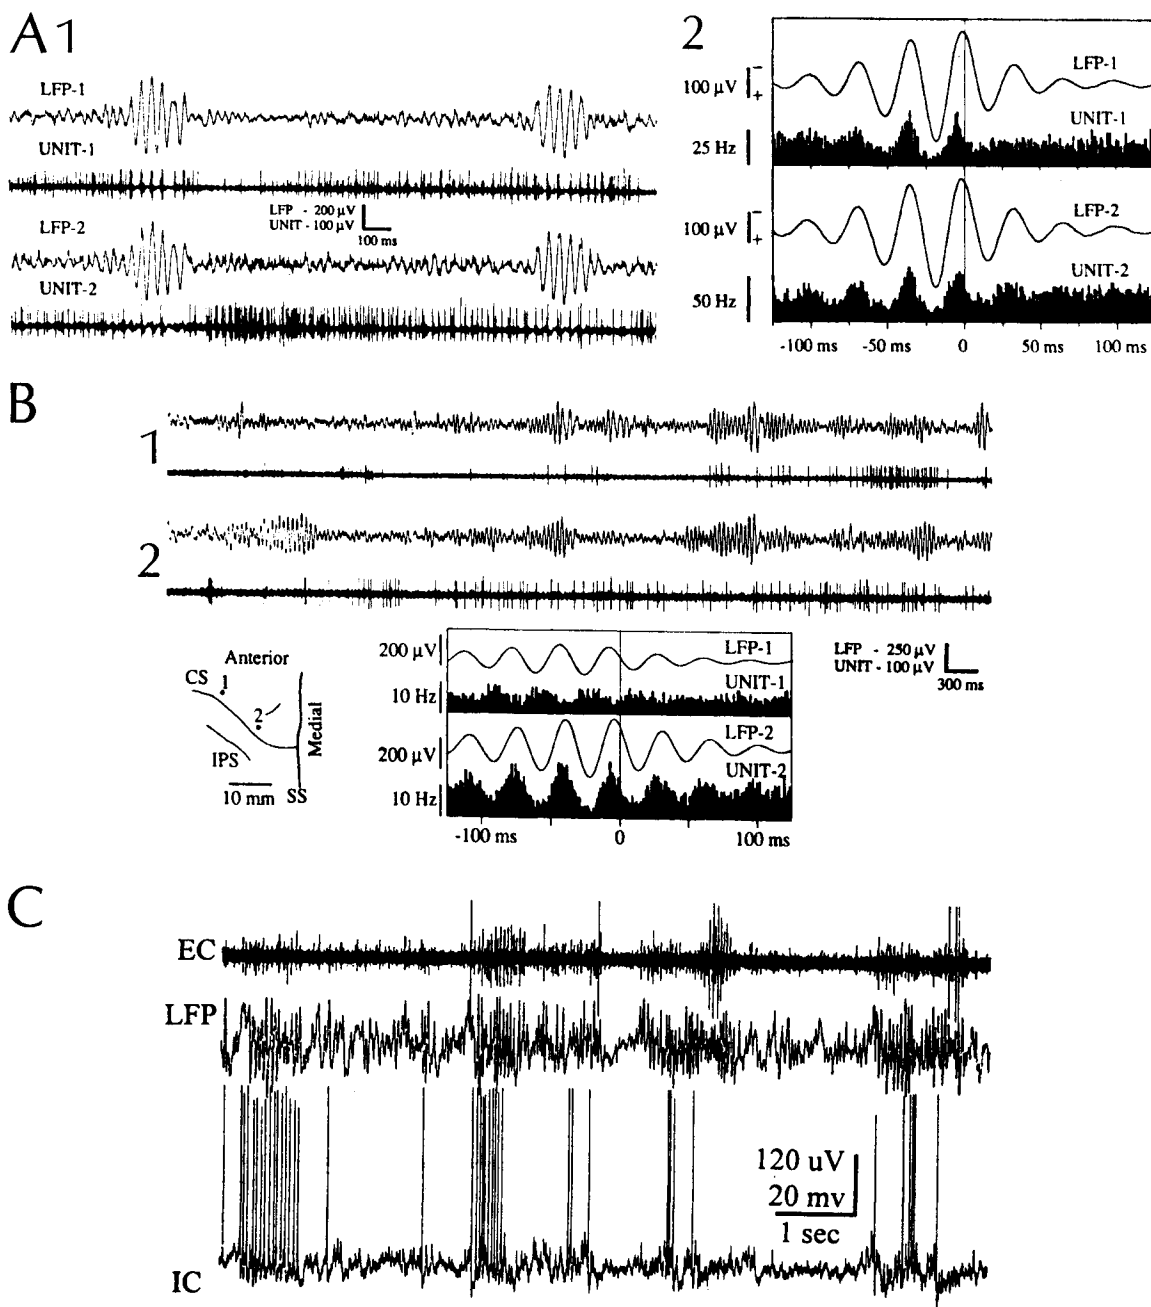 A 1
LFP-1
UNIT-1
LFP - 200 μV
UNIT - 100 μV
100 ms
LFP-2
UNIT-2
2
LFP-1
100 μV
−
+
UNIT-1
25 Hz
LFP-2
100 μV
−
+
UNIT-2
50 Hz
-100 ms -50 ms 0 50 ms 100 ms
B
1
2
Anterior
CS
1
2
IPS
Medial
10 mm
SS
200 μV
LFP-1
UNIT-1
10 Hz
LFP-2
200 μV
UNIT-2
10 Hz
-100 ms 0 100 ms
LFP - 250 μV
UNIT - 100 μV
300 ms
C
EC
LFP
120 uV
20 mv
1 sec
IC